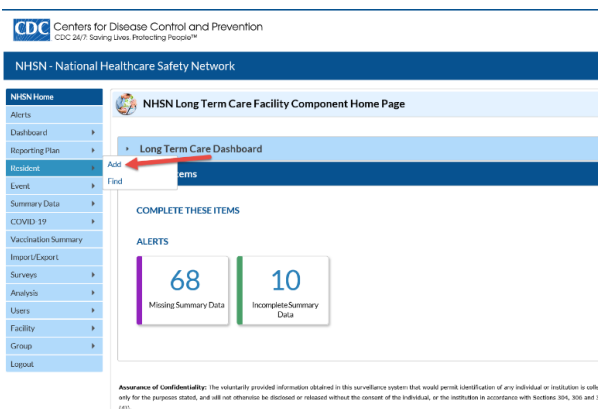 CDC Centers for Disease Control and Prevention
CDC 24/7: Saving Lives. Protecting People™
NHSN - National Healthcare Safety Network
NHSN Home
Alerts
Dashboard
Reporting Plan
Resident
Event
Summary Data
COVID-19
Vaccination Summary
Import/Export
Surveys
Analysis
Users
Facility
Group
Logout
Add
Find
NHSN Long Term Care Facility Component Home Page
Long Term Care Dashboard
ems
COMPLETE THESE ITEMS
ALERTS
68
Missing Summary Data
10
Incomplete Summary
Data
Assurance of Confidentiality: The voluntarily provided information obtained in this surveillance system that would permit identification of any individual or institution is colle
only for the purposes stated, and will not otherwise be disclosed or released without the consent of the individual, or the institution in accordance with Sections 304, 306 and 3